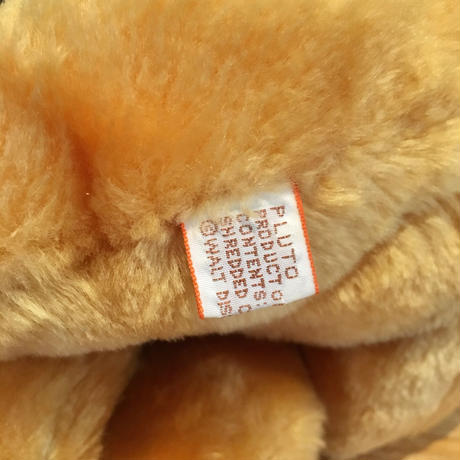 PLUTO
PRODUCT O
CONTENTS:
SHREDDED
©WALT DIS